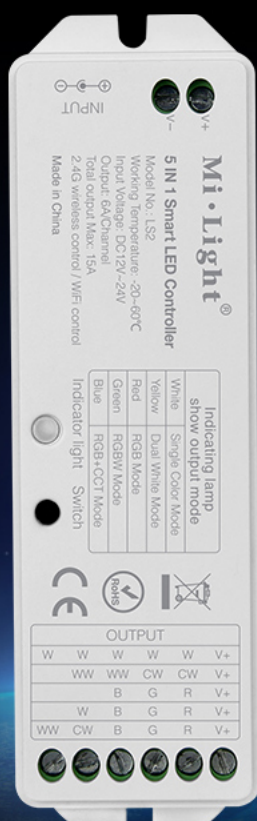 INPUT
V- V+
Mi•Light®
5 IN 1 Smart LED Controller
Model No.: LS2
Working Temperature: -20~60℃
Input Voltage: DC12V~24V
Output: 6A/Channel
Total output Max: 15A
2.4G wireless control / WiFi control
Made in China
Indicating lamp
show output mode
White Single Color Mode
Yellow Dual White Mode
Red RGB Mode
Green RGBW Mode
Blue RGB+CCT Mode
Indicator light Switch
RoHS
CE
OUTPUT
W W W W W V+
WW WW CW CW V+
B G R V+
W B G R V+
WW CW B G R V+